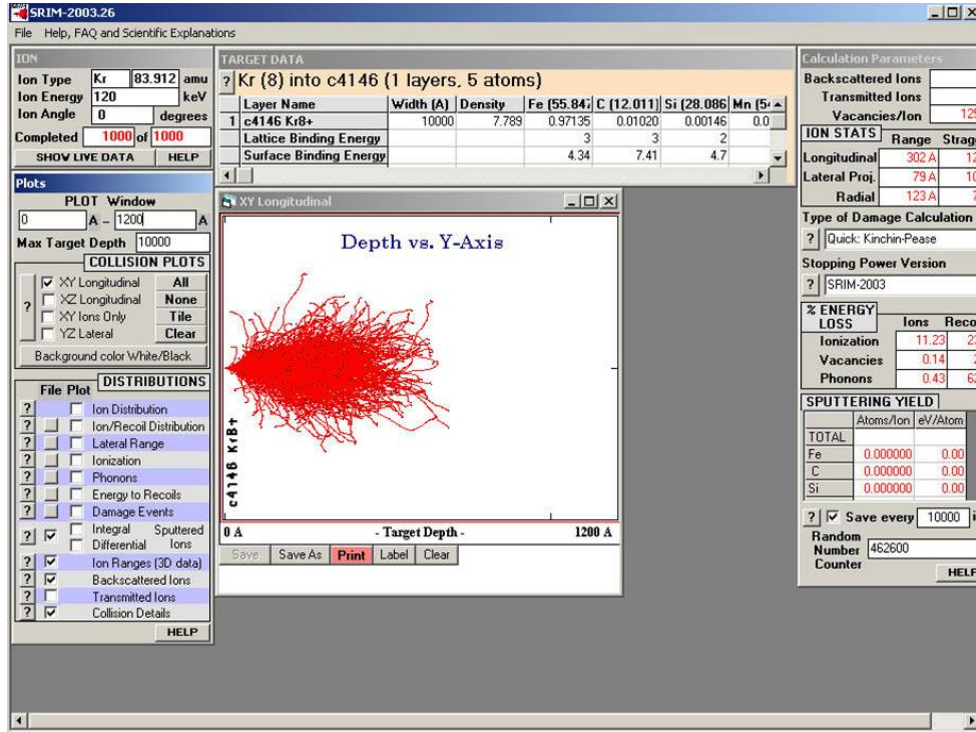 SRIM-2003.26
File Help, FAQ and Scientific Explanations
ION
Ion Type Kr 83.912 amu
Ion Energy 120 keV
Ion Angle 0 degrees
Completed 1000 of 1000
SHOW LIVE DATA HELP
TARGET DATA
? Kr (8) into c4146 (1 layers, 5 atoms)
Layer Name Width (A) Density Fe (55.847 C (12.011) Si (28.086 Mn (54
1 c4146 Kr8+ 10000 7.789 0.97135 0.01020 0.00146 0.0
Lattice Binding Energy 3 3 2
Surface Binding Energy 4.34 7.41 4.7
Calculation Parameters
Backscattered Ions
Transmitted Ions
Vacancies/Ion 129
ION STATS Range Strag
Longitudinal 302 A 12
Lateral Proj. 79 A 10
Radial 123 A 7
Type of Damage Calculation
? Quick: Kinchin-Pease
Stopping Power Version
? SRIM-2003
% ENERGY LOSS Ions Reco
Ionization 11.23 23
Vacancies 0.14 2
Phonons 0.43 62
SPUTTERING YIELD
Atoms/Ion eV/Atom
TOTAL
Fe 0.000000 0.00
C 0.000000 0.00
Si 0.000000 0.00
? Save every 10000 i
Random
Number 462600
Counter
HELP
Plots
PLOT Window
0 A - 1200 A
Max Target Depth 10000
COLLISION PLOTS
? XY Longitudinal All
XZ Longitudinal None
XY Ions Only Tile
YZ Lateral Clear
Background color White/Black
DISTRIBUTIONS
File Plot
? Ion Distribution
? Ion/Recoil Distribution
? Lateral Range
? Ionization
? Phonons
? Energy to Recoils
? Damage Events
? Integral Sputtered
Differential Ions
? Ion Ranges (3D data)
? Backscattered Ions
? Transmitted Ions
? Collision Details
HELP
XY Longitudinal
Depth vs. Y-Axis
c4146 Kr8+
0 A - Target Depth - 1200 A
Save Save As Print Label Clear